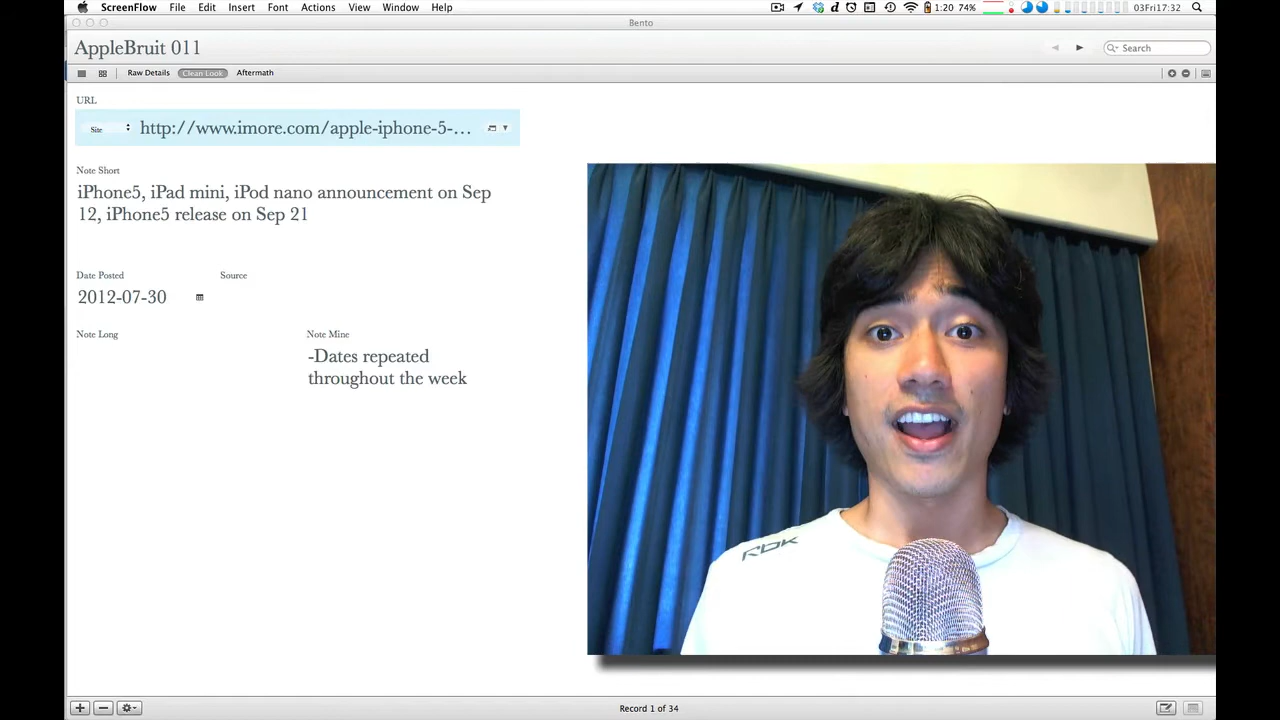 ScreenFlow File Edit Insert Font Actions View Window Help
1:20 74% 03Fri17:32
Bento
AppleBruit 011
Search
Raw Details Clean Look Aftermath
URL
Site http://www.imore.com/apple-iphone-5-...
Note Short
iPhone5, iPad mini, iPod nano announcement on Sep
12, iPhone5 release on Sep 21
Date Posted Source
2012-07-30
Note Long Note Mine
-Dates repeated
throughout the week
RBK
Record 1 of 34